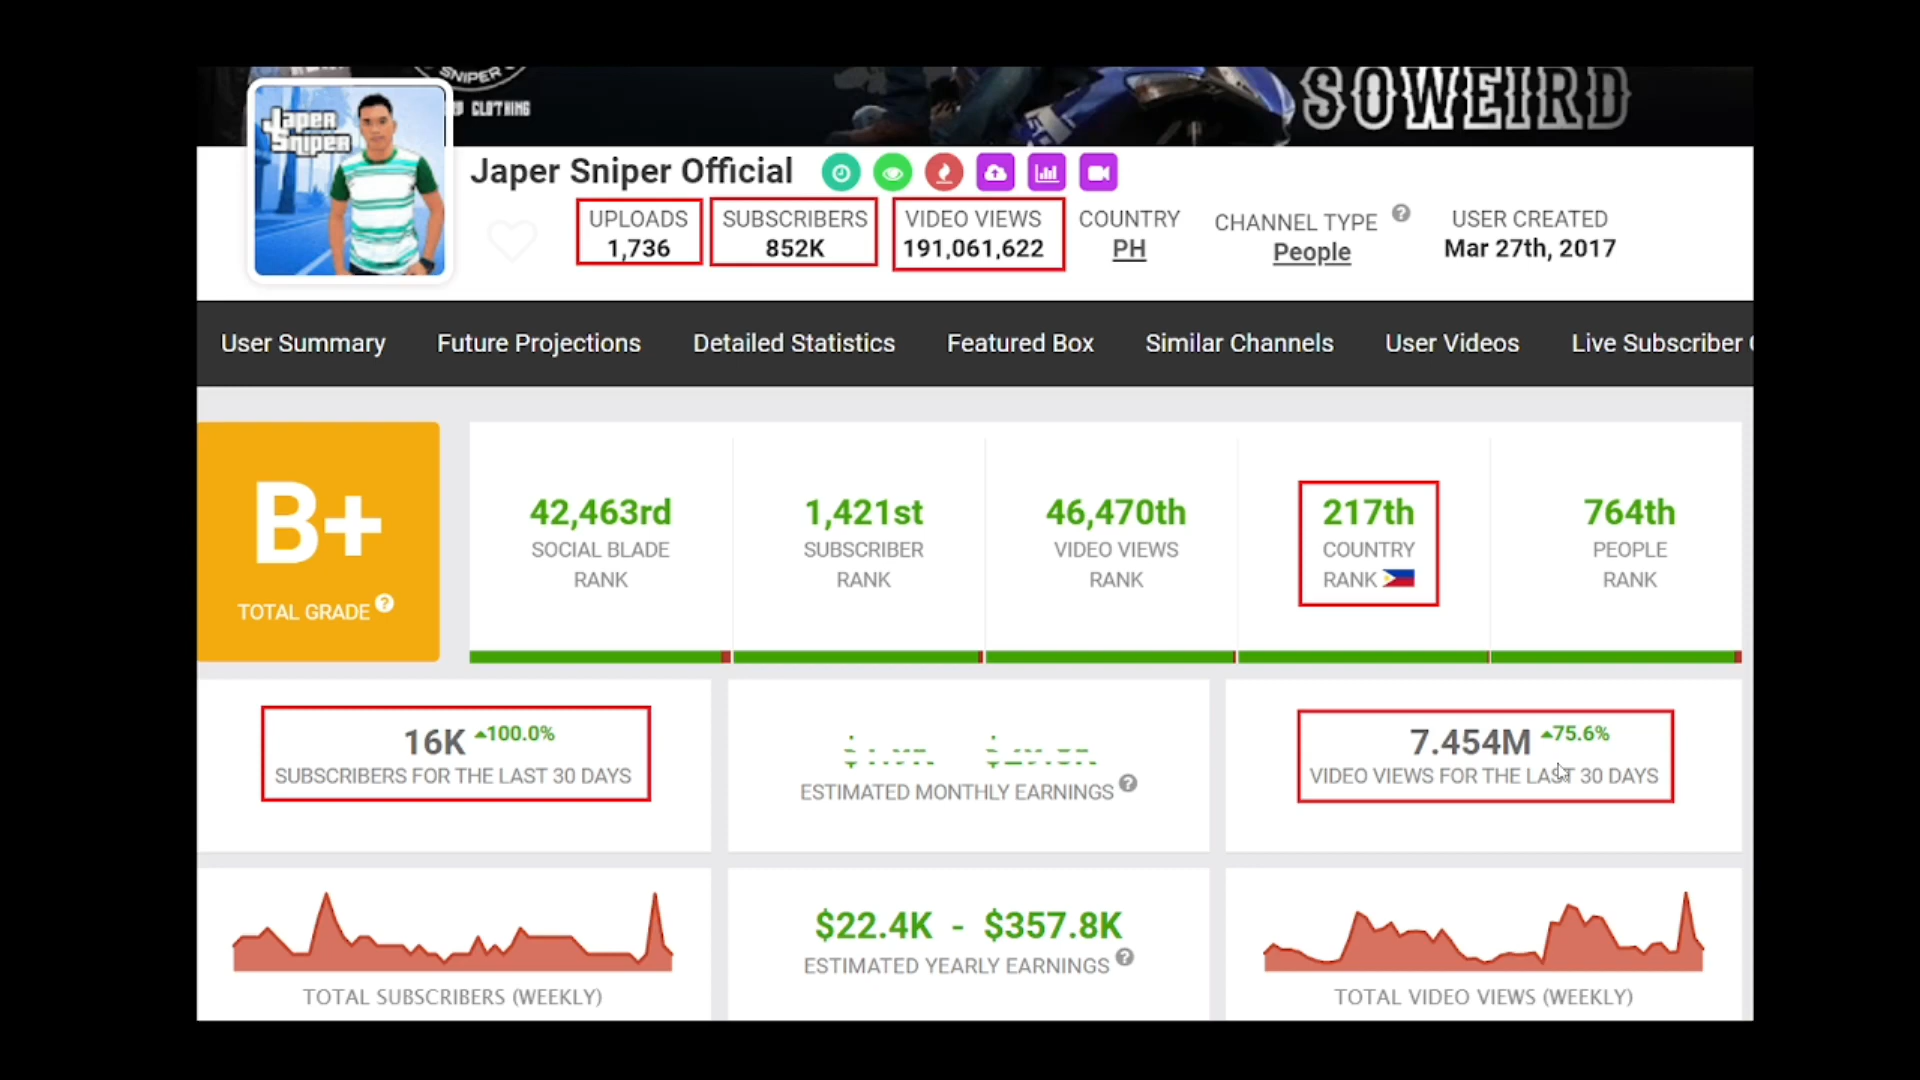 SNIPER
CLOTHING
SOWEIRD
Japer
Sniper
Japer Sniper Official
UPLOADS
1,736
SUBSCRIBERS
852K
VIDEO VIEWS
191,061,622
COUNTRY
PH
CHANNEL TYPE ?
People
USER CREATED
Mar 27th, 2017
User Summary Future Projections Detailed Statistics Featured Box Similar Channels User Videos Live Subscriber
B+
TOTAL GRADE ?
42,463rd
SOCIAL BLADE
RANK
1,421st
SUBSCRIBER
RANK
46,470th
VIDEO VIEWS
RANK
217th
COUNTRY
RANK
764th
PEOPLE
RANK
16K 100.0%
SUBSCRIBERS FOR THE LAST 30 DAYS
ESTIMATED MONTHLY EARNINGS ?
7.454M 75.6%
VIDEO VIEWS FOR THE LAST 30 DAYS
TOTAL SUBSCRIBERS (WEEKLY)
$22.4K - $357.8K
ESTIMATED YEARLY EARNINGS ?
TOTAL VIDEO VIEWS (WEEKLY)